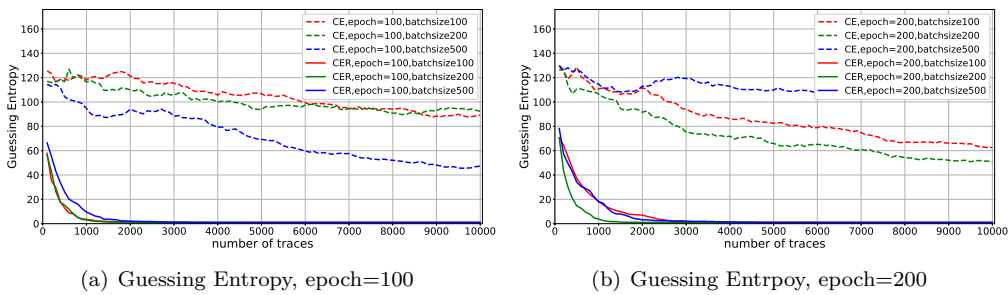 160
140
120
100
80
60
40
20
0
Guessing Entropy
CE,epoch=100,batchsize100
CE,epoch=100,batchsize200
CE,epoch=100,batchsize500
CER,epoch=100,batchsize100
CER,epoch=100,batchsize200
CER,epoch=100,batchsize500
0 1000 2000 3000 4000 5000 6000 7000 8000 9000 10000
number of traces
(a) Guessing Entropy, epoch=100
160
140
120
100
80
60
40
20
0
Guessing Entropy
CE,epoch=200,batchsize100
CE,epoch=200,batchsize200
CE,epoch=200,batchsize500
CER,epoch=200,batchsize100
CER,epoch=200,batchsize200
CER,epoch=200,batchsize500
0 1000 2000 3000 4000 5000 6000 7000 8000 9000 10000
number of traces
(b) Guessing Entrpoy, epoch=200